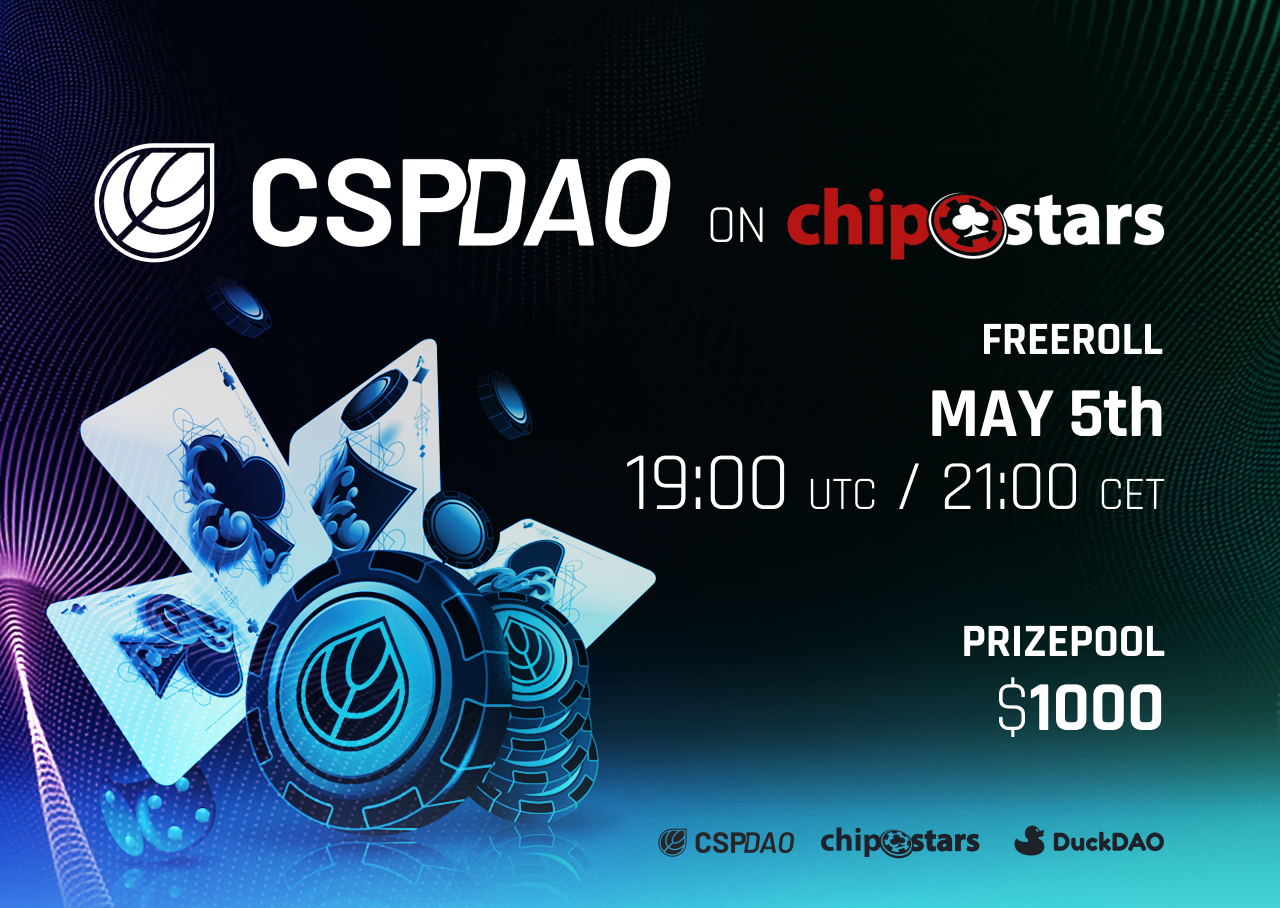 CSPDAO ON chipstars
FREEROLL
MAY 5th
19:00 UTC / 21:00 CET
PRIZEPOOL
$1000
A
A
CSPDAO chipstars DuckDAO